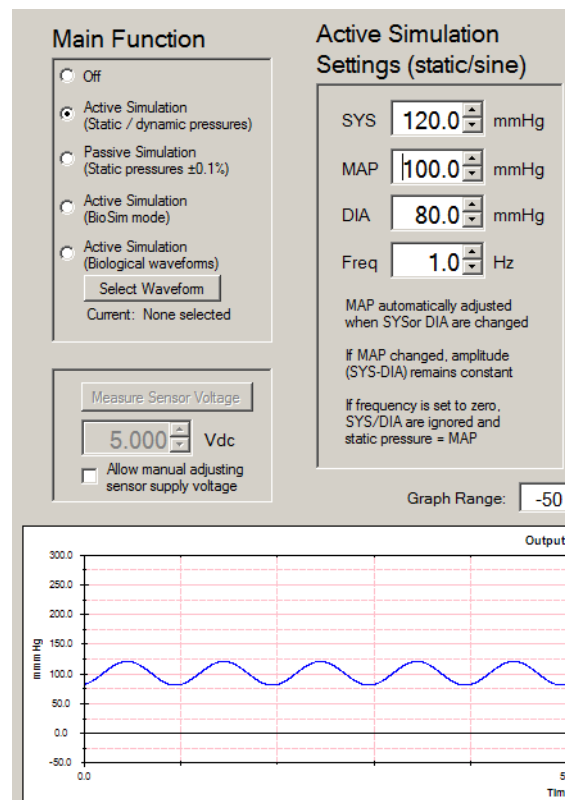 Main Function
Off
Active Simulation
(Static / dynamic pressures)
Passive Simulation
(Static pressures ±0.1%)
Active Simulation
(BioSim mode)
Active Simulation
(Biological waveforms)
Select Waveform
Current: None selected
Measure Sensor Voltage
5.000 Vdc
Allow manual adjusting
sensor supply voltage
Active Simulation
Settings (static/sine)
SYS 120.0 mmHg
MAP 100.0 mmHg
DIA 80.0 mmHg
Freq 1.0 Hz
MAP automatically adjusted
when SYSor DIA are changed
If MAP changed, amplitude
(SYS-DIA) remains constant
If frequency is set to zero,
SYS/DIA are ignored and
static pressure = MAP
Graph Range: -50
Output
mmm Hg
300.0
250.0
200.0
150.0
100.0
50.0
0.0
-50.0
0.0
5
Tim